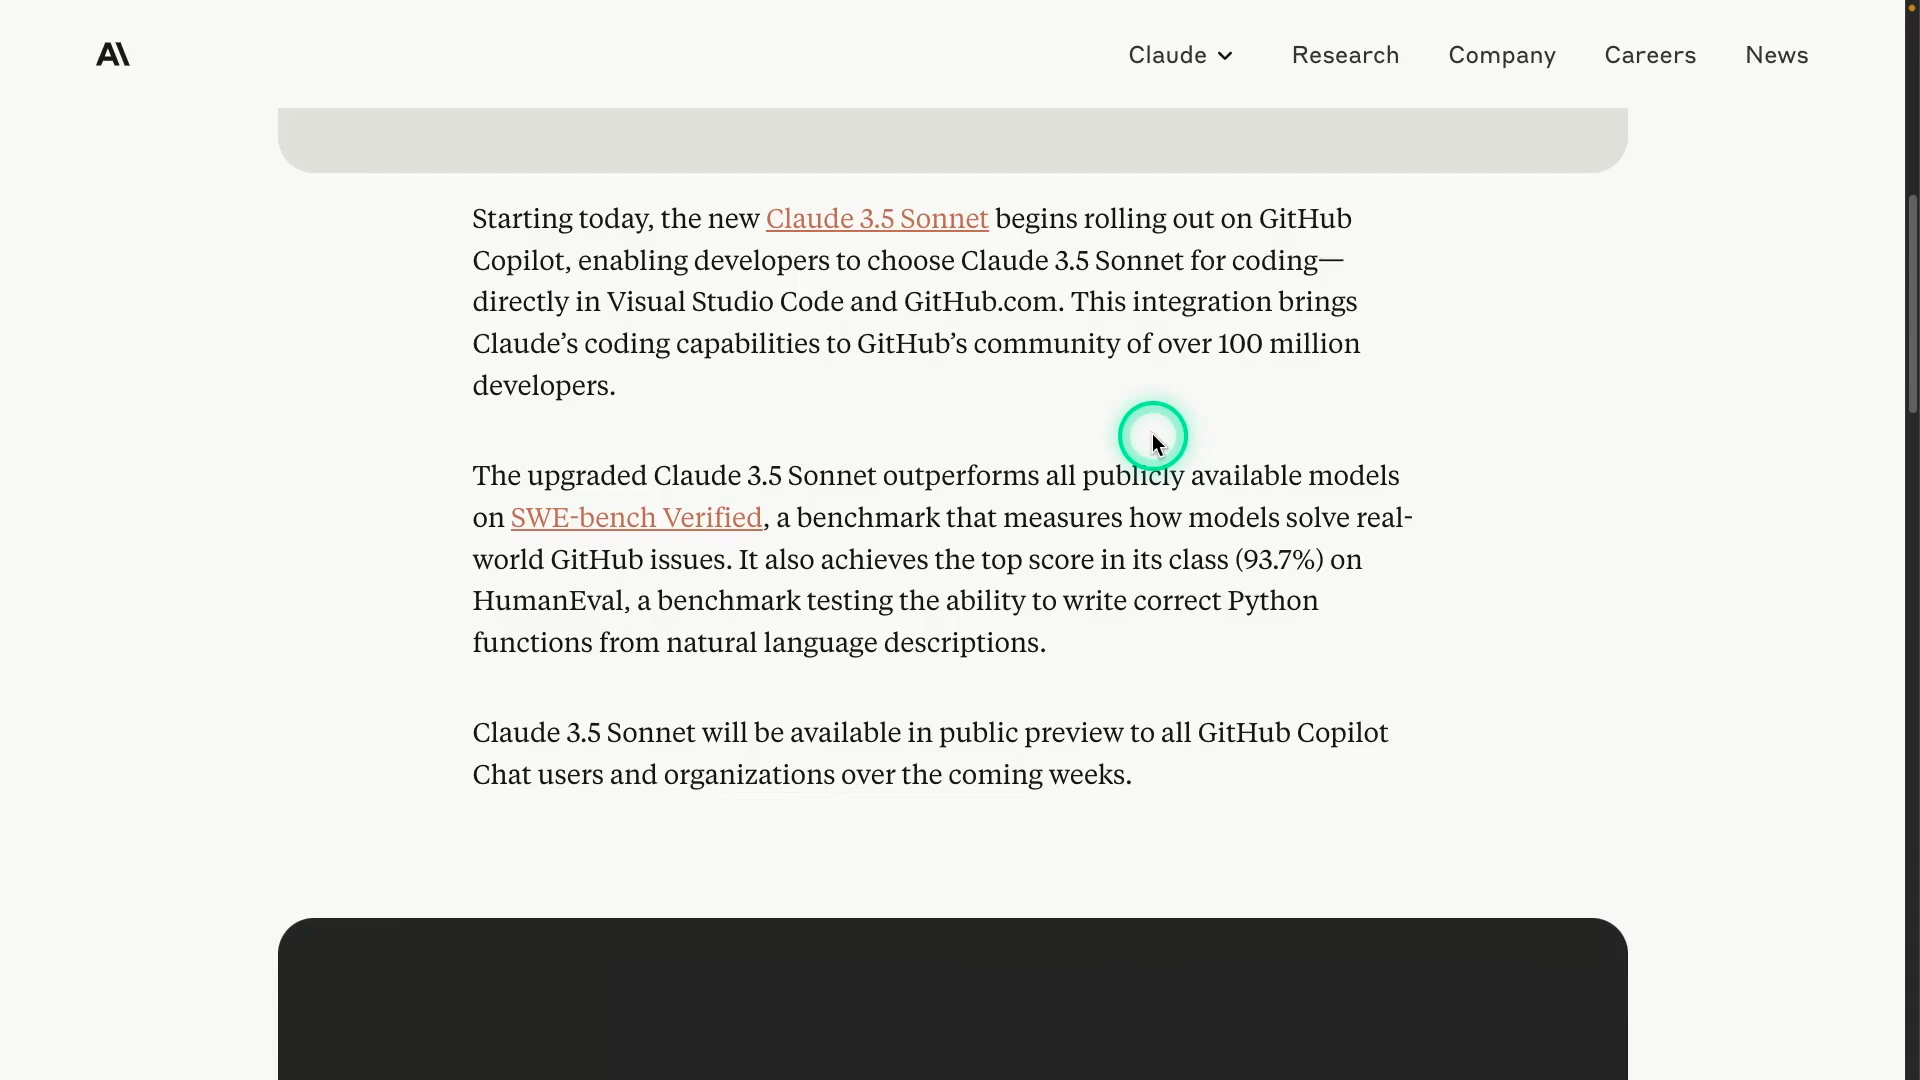 Claude
Research
Company
Careers
News
Starting today, the new Claude 3.5 Sonnet begins rolling out on GitHub
Copilot, enabling developers to choose Claude 3.5 Sonnet for coding—
directly in Visual Studio Code and GitHub.com. This integration brings
Claude’s coding capabilities to GitHub’s community of over 100 million
developers.
The upgraded Claude 3.5 Sonnet outperforms all publicly available models
on SWE-bench Verified, a benchmark that measures how models solve real-
world GitHub issues. It also achieves the top score in its class (93.7%) on
HumanEval, a benchmark testing the ability to write correct Python
functions from natural language descriptions.
Claude 3.5 Sonnet will be available in public preview to all GitHub Copilot
Chat users and organizations over the coming weeks.